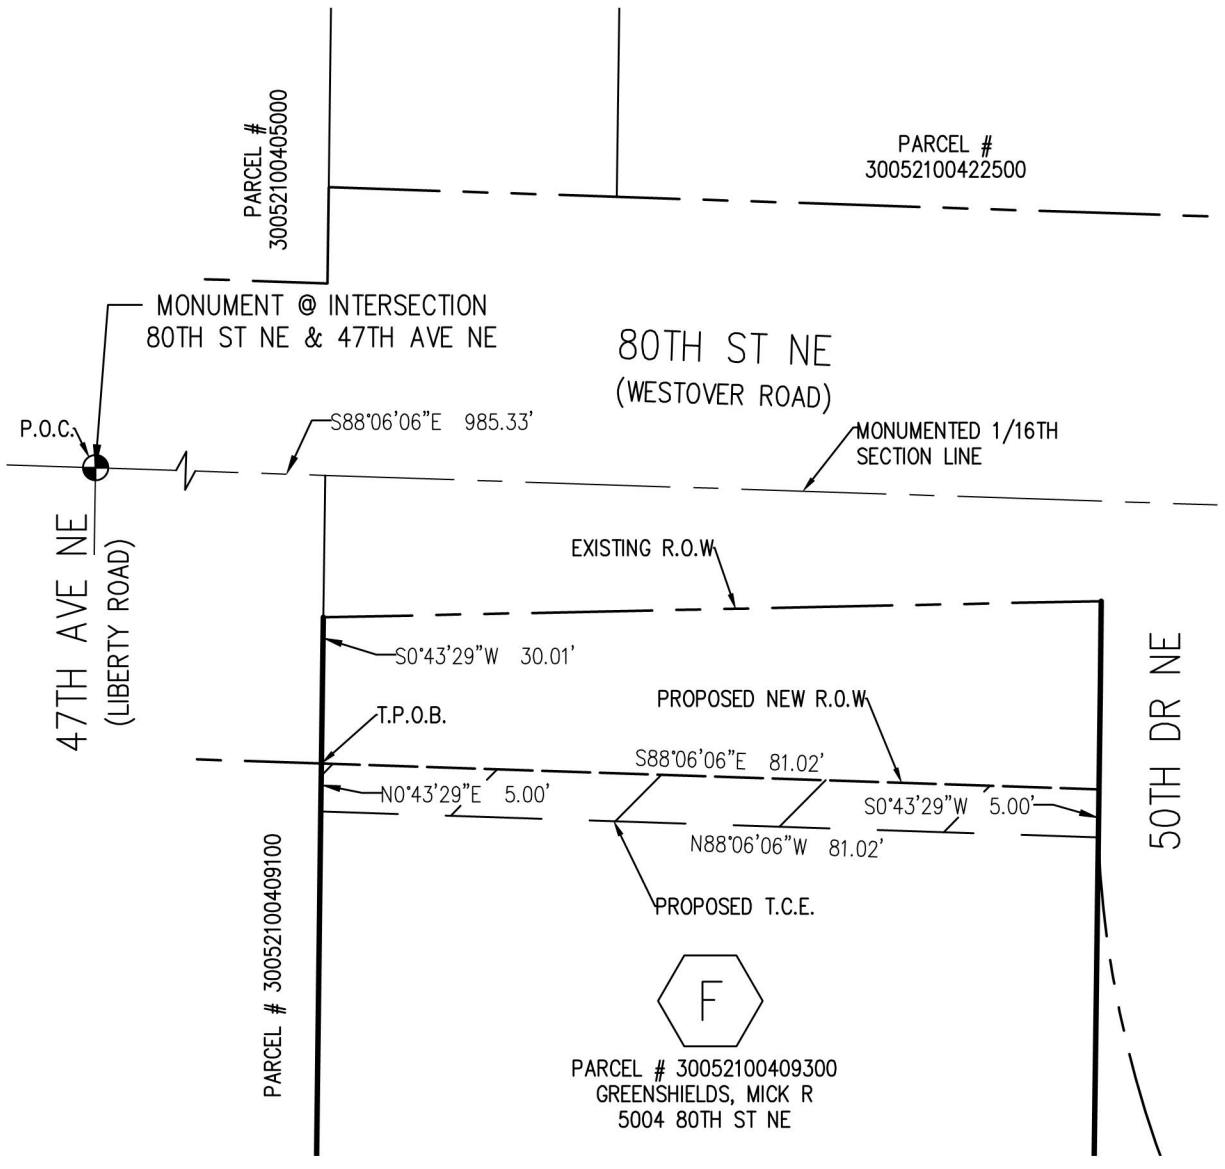 PARCEL #
30052100405000
PARCEL #
30052100422500
MONUMENT @ INTERSECTION
80TH ST NE & 47TH AVE NE
80TH ST NE
(WESTOVER ROAD)
P.O.C.
S88°06'06"E 985.33'
MONUMENTED 1/16TH
SECTION LINE
47TH AVE NE
(LIBERTY ROAD)
EXISTING R.O.W
S0°43'29"W 30.01'
50TH DR NE
T.P.O.B.
PROPOSED NEW R.O.W
S88°06'06"E 81.02'
N0°43'29"E 5.00'
S0°43'29"W 5.00'
N88°06'06"W 81.02'
PROPOSED T.C.E.
PARCEL # 30052100409100
F
PARCEL # 30052100409300
GREENSHIELDS, MICK R
5004 80TH ST NE